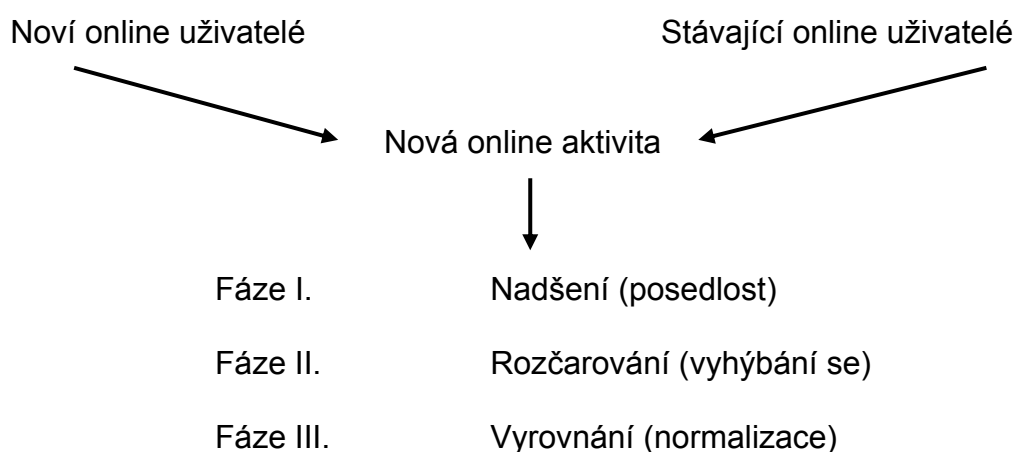 Noví online uživatelé Stávající online uživatelé
Nová online aktivita
Fáze I. Nadšení (posedlost)
Fáze II. Rozčarování (vyhýbání se)
Fáze III. Vyrovnání (normalizace)